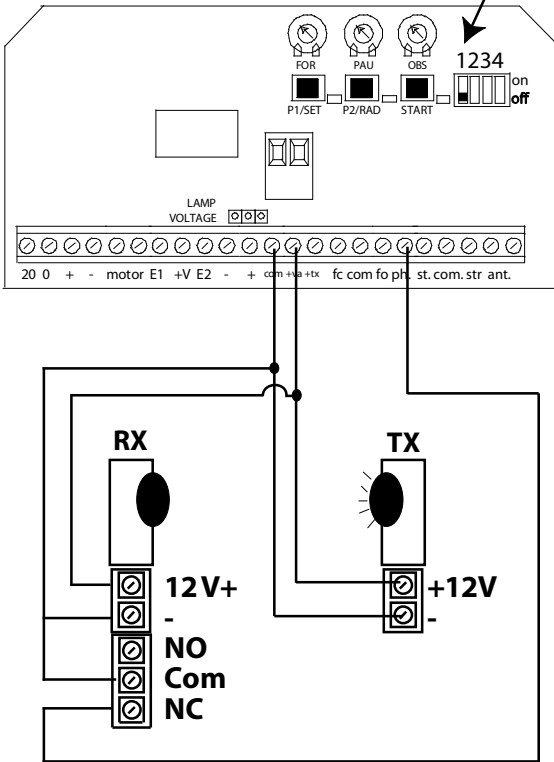 FOR PAU OBS 1234
on
off
P1/SET P2/RAD START
LAMP
VOLTAGE
20 0 + - motor E1 +V E2 - + com +va +tx fc com fo ph. st. com. str ant.
RX TX
12V+ +12V
- -
NO
Com
NC